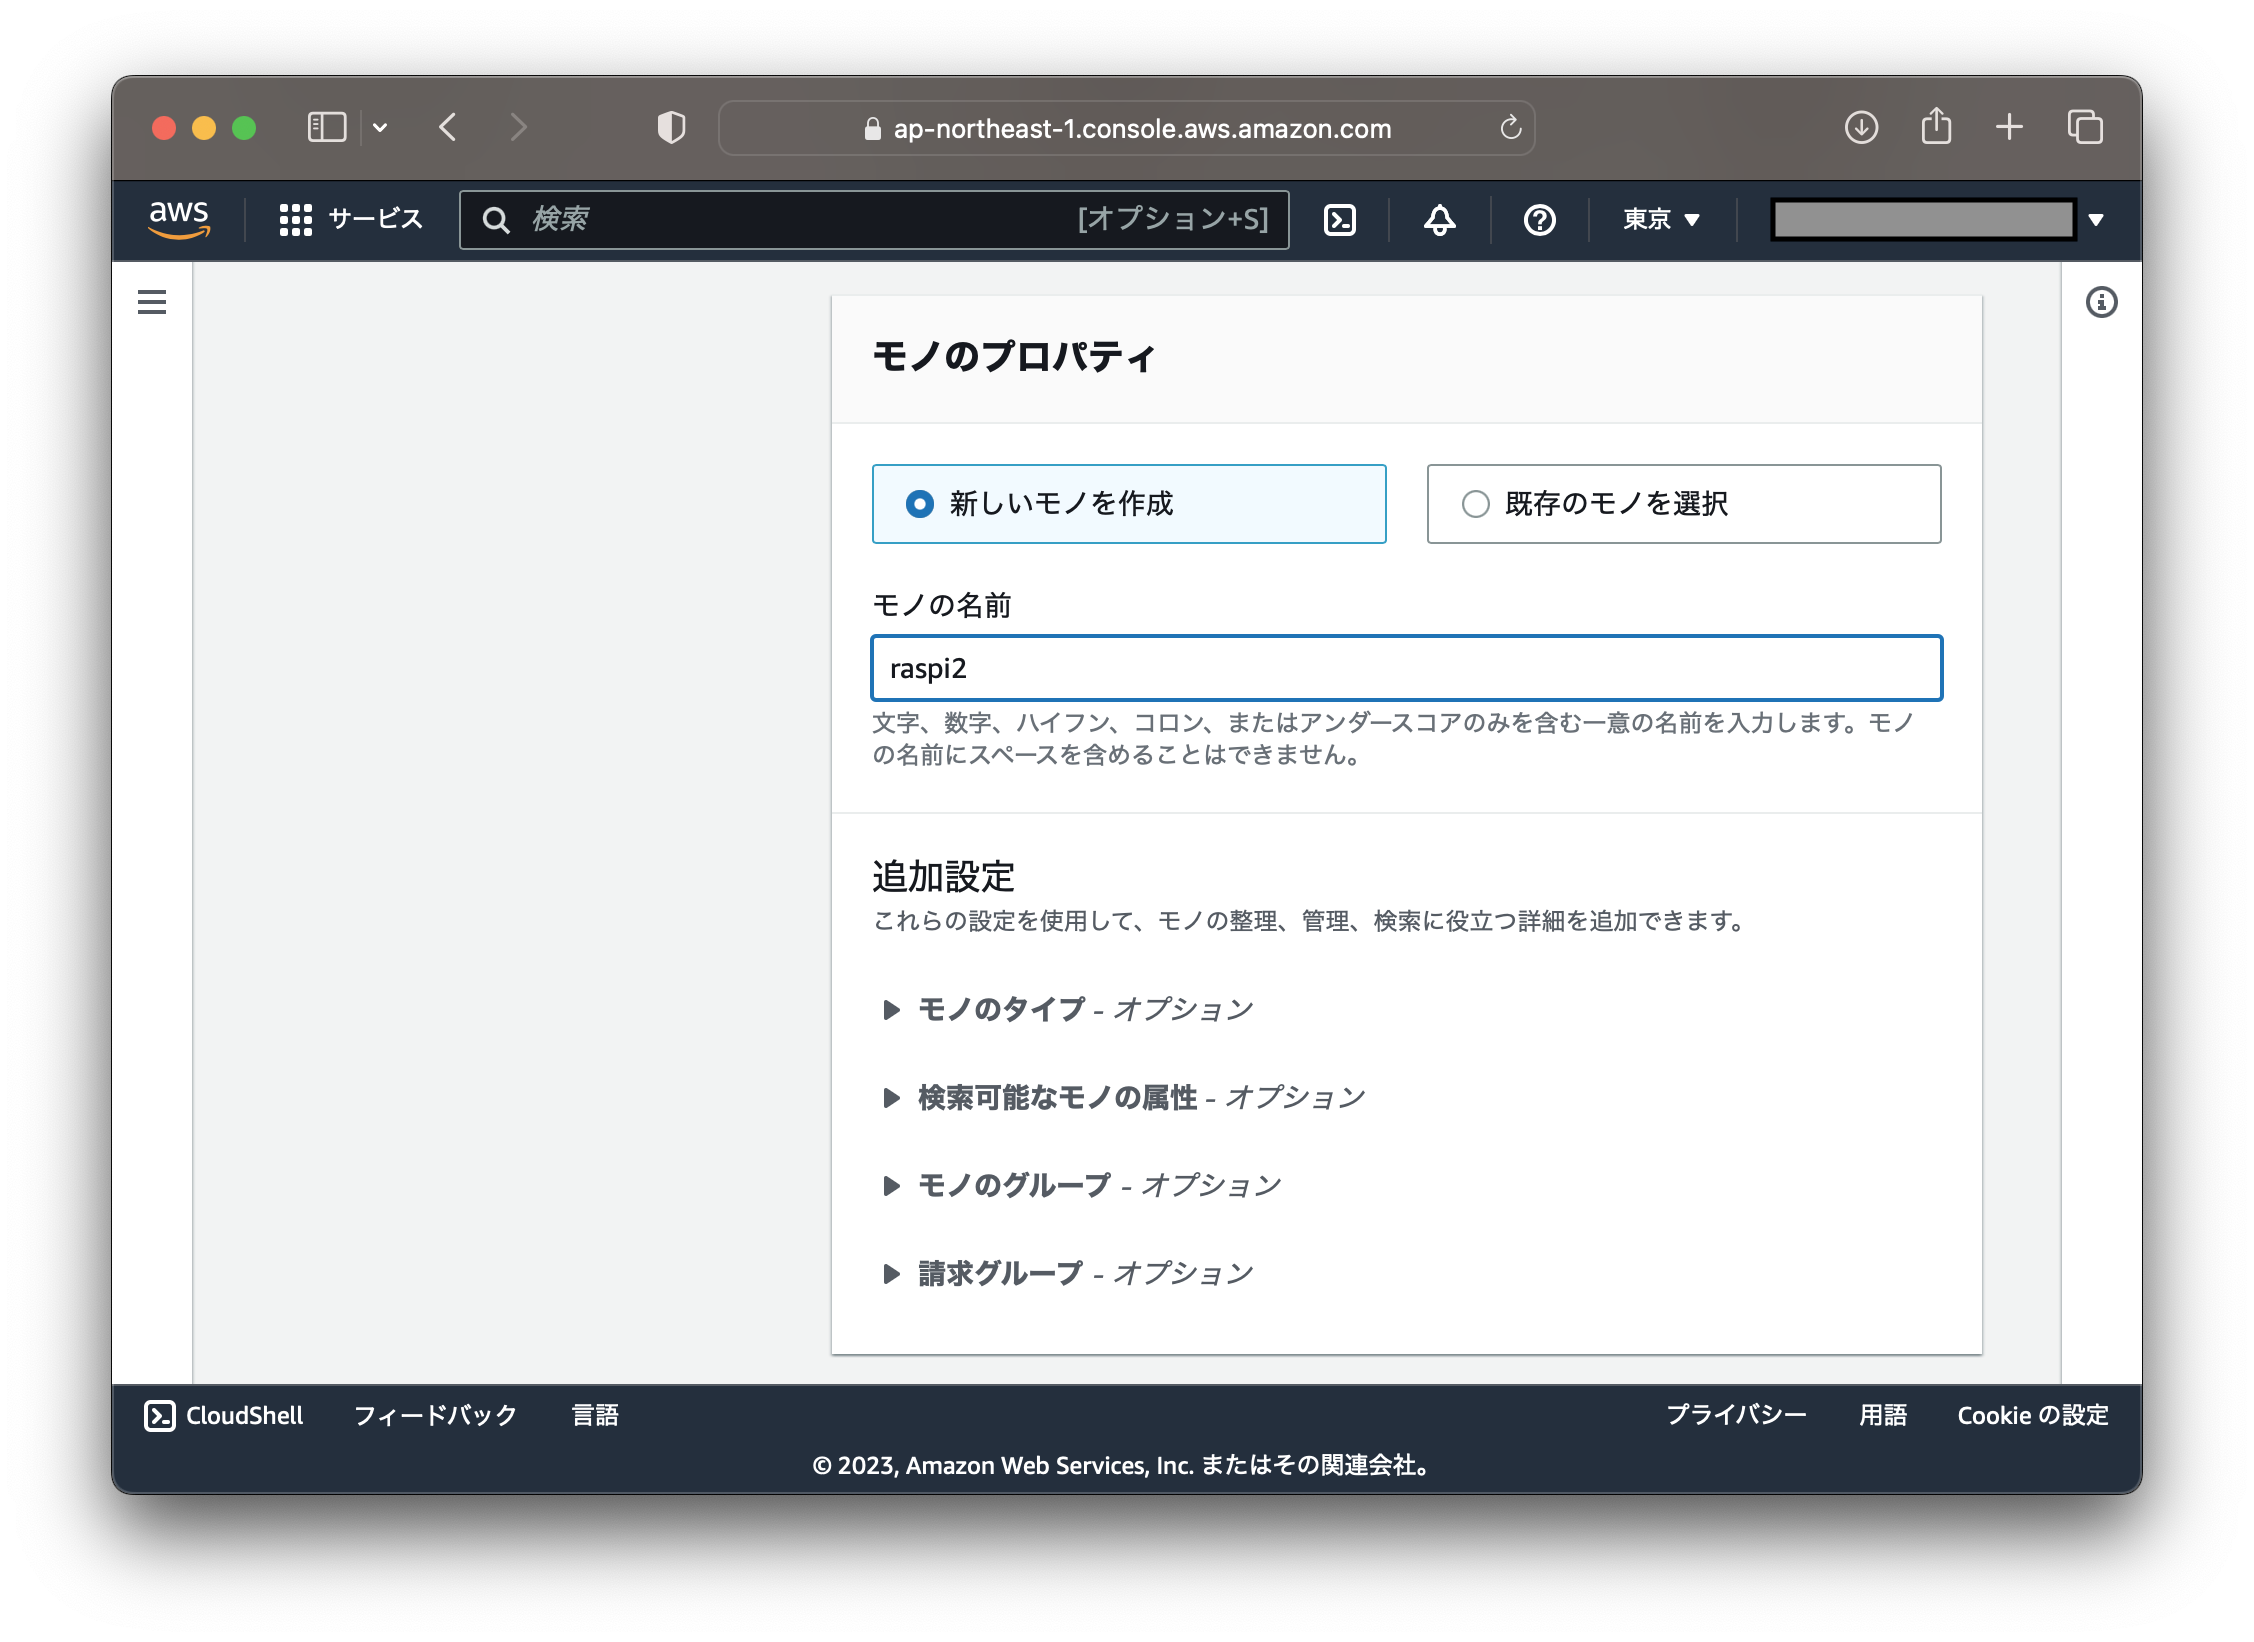 ap-northeast-1.console.aws.amazon.com
aws サービス 検索 [オプション+S] 東京
モノのプロパティ
新しいモノを作成 既存のモノを選択
モノの名前
raspi2
文字、数字、ハイフン、コロン、またはアンダースコアのみを含む一意の名前を入力します。モノ
の名前にスペースを含めることはできません。
追加設定
これらの設定を使用して、モノの整理、管理、検索に役立つ詳細を追加できます。
モノのタイプ - オプション
検索可能なモノの属性 - オプション
モノのグループ - オプション
請求グループ - オプション
CloudShell フィードバック 言語 プライバシー 用語 Cookie の設定
© 2023, Amazon Web Services, Inc. またはその関連会社。